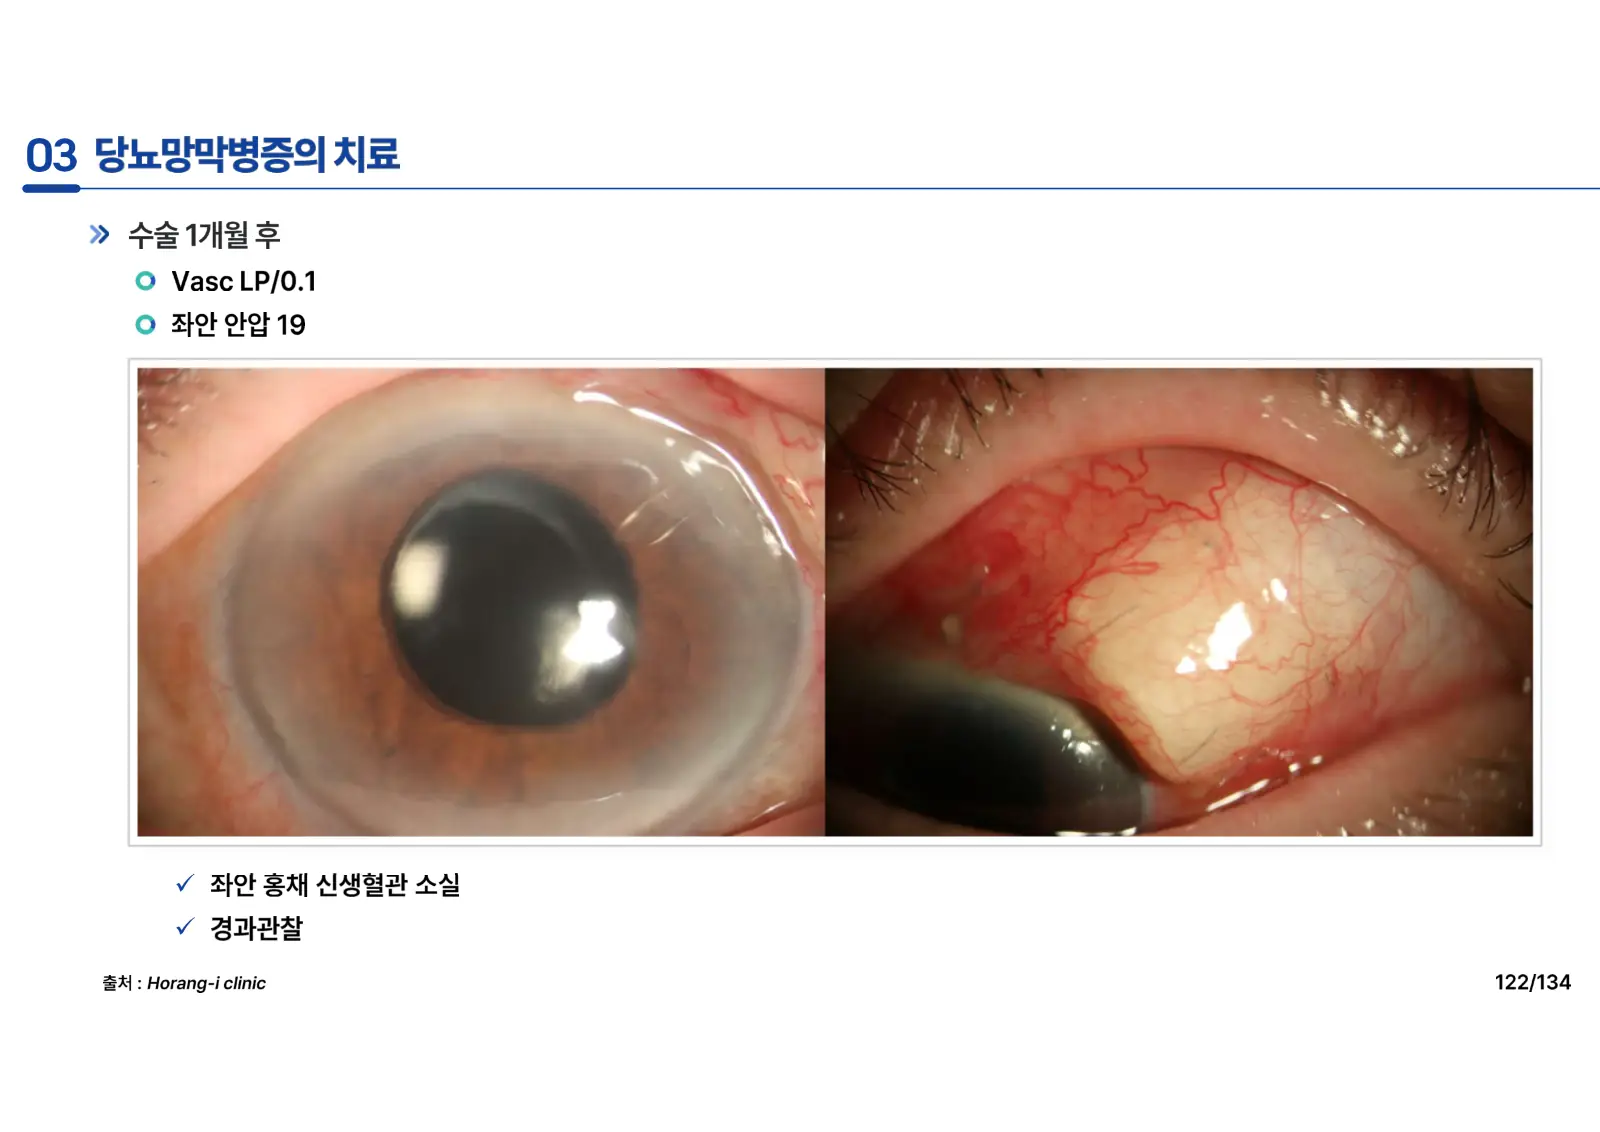 03 당뇨망막병증의 치료
수술 1개월 후
Vasc LP/0.1
좌안 안압 19
좌안 홍채 신생혈관 소실
경과관찰
출처 : Horang-i clinic
122/134